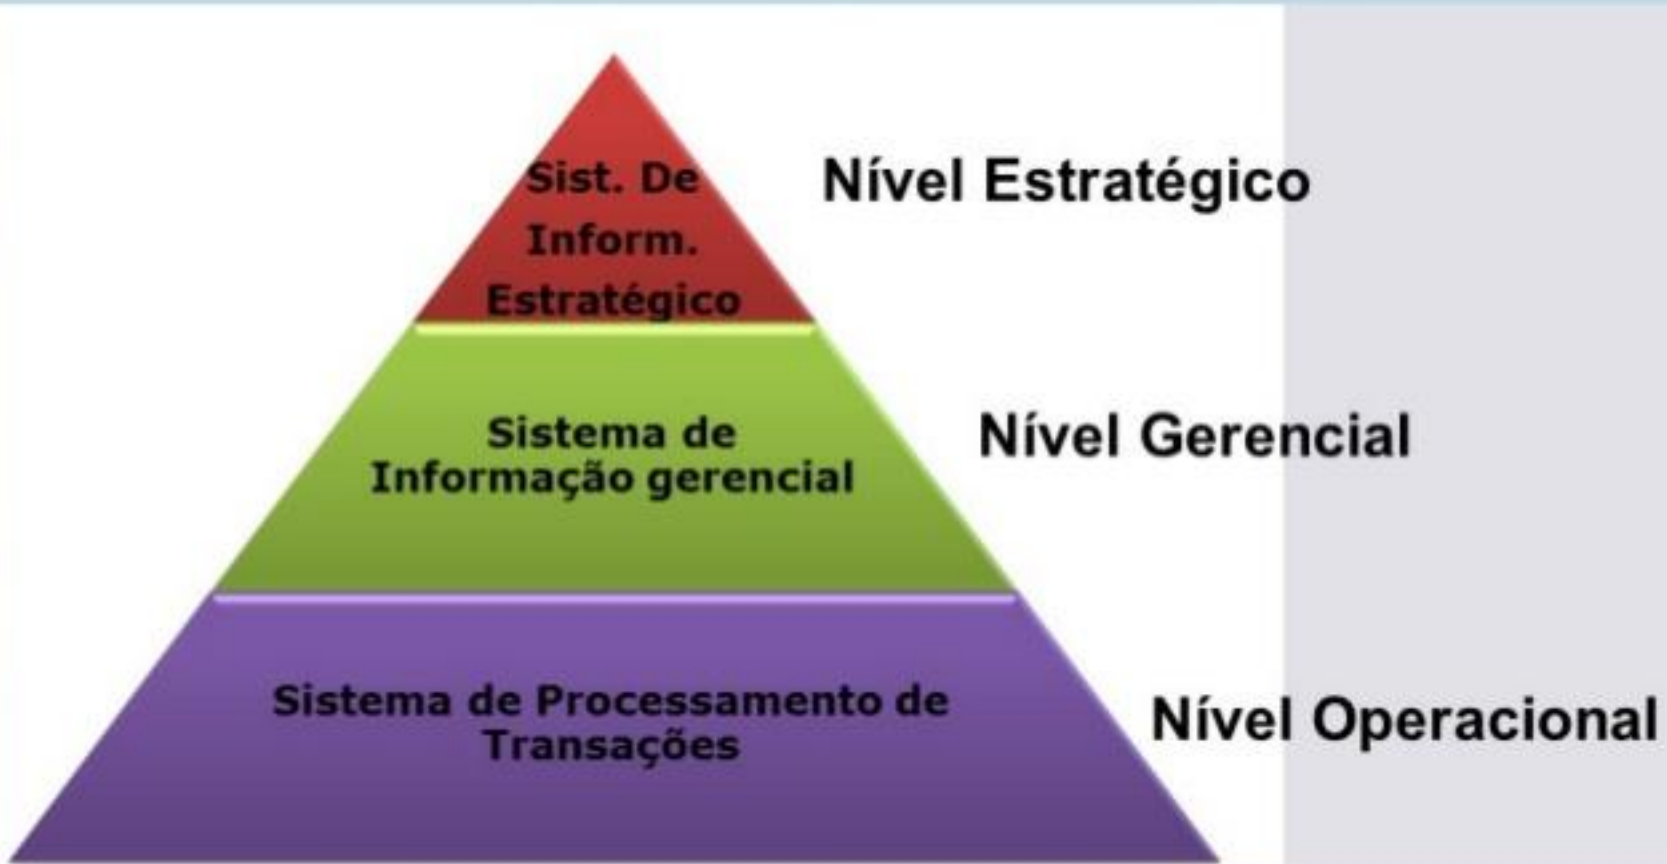 Sist. De
Inform.
Estratégico
Nível Estratégico
Sistema de
Informação gerencial
Nível Gerencial
Sistema de Processamento de
Transações
Nível Operacional